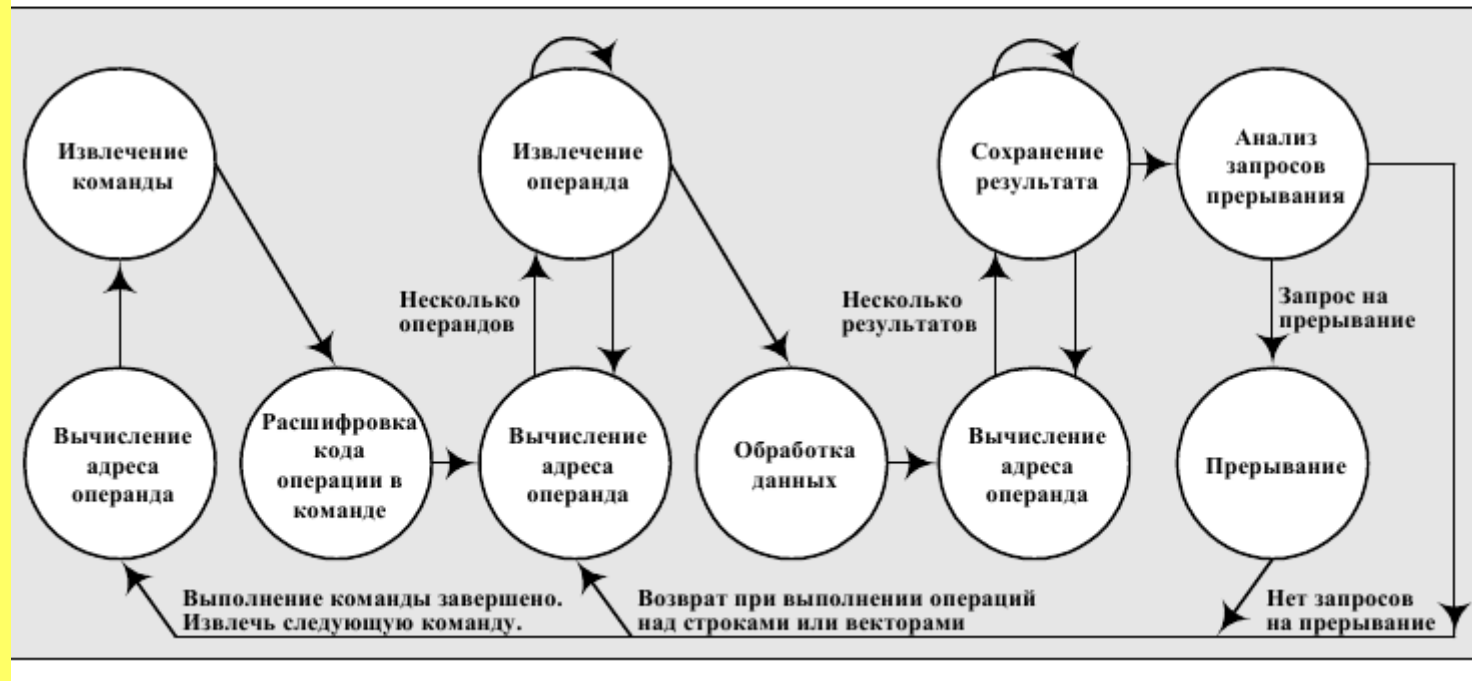 Извлечение
команды
Извлечение
операнда
Сохранение
результата
Анализ
запросов
прерывания
Несколько
операндов
Несколько
результатов
Запрос на
прерывание
Вычисление
адреса
операнда
Расшифровка
кода
операции в
команде
Вычисление
адреса
операнда
Обработка
данных
Вычисление
адреса
операнда
Прерывание
Выполнение команды завершено.
Извлечь следующую команду.
Возврат при выполнении операций
над строками или векторами
Нет запросов
на прерывание